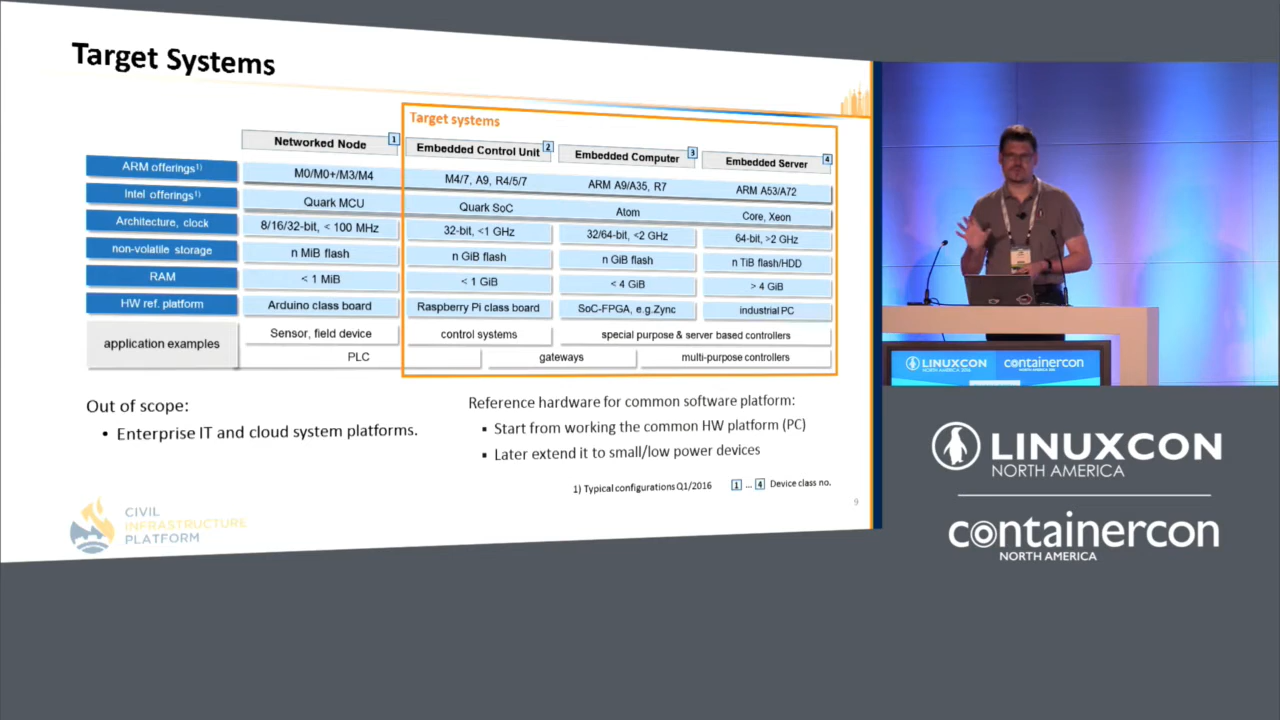 Target Systems
Target systems
Networked Node 1
Embedded Control Unit 2
Embedded Computer 3
Embedded Server 4
ARM offerings1)
M0/M0+/M3/M4
M4/7, A9, R4/5/7
ARM A9/A35, R7
ARM A53/A72
Intel offerings1)
Quark MCU
Quark SoC
Atom
Core, Xeon
Architecture, clock
8/16/32-bit, < 100 MHz
32-bit, <1 GHz
32/64-bit, <2 GHz
64-bit, >2 GHz
non-volatile storage
n MiB flash
n GiB flash
n GiB flash
n TiB flash/HDD
RAM
< 1 MiB
< 1 GiB
< 4 GiB
> 4 GiB
HW ref. platform
Arduino class board
Raspberry Pi class board
SoC-FPGA, e.g.Zync
industrial PC
application examples
Sensor, field device
control systems
special purpose & server based controllers
PLC
gateways
multi-purpose controllers
Out of scope:
• Enterprise IT and cloud system platforms.
Reference hardware for common software platform:
▪ Start from working the common HW platform (PC)
▪ Later extend it to small/low power devices
1) Typical configurations Q1/2016
1 ... 4 Device class no.
9
CIVIL
INFRASTRUCTURE
PLATFORM
LINUXCON
containercon
LINUXCON
NORTH AMERICA
containercon
NORTH AMERICA